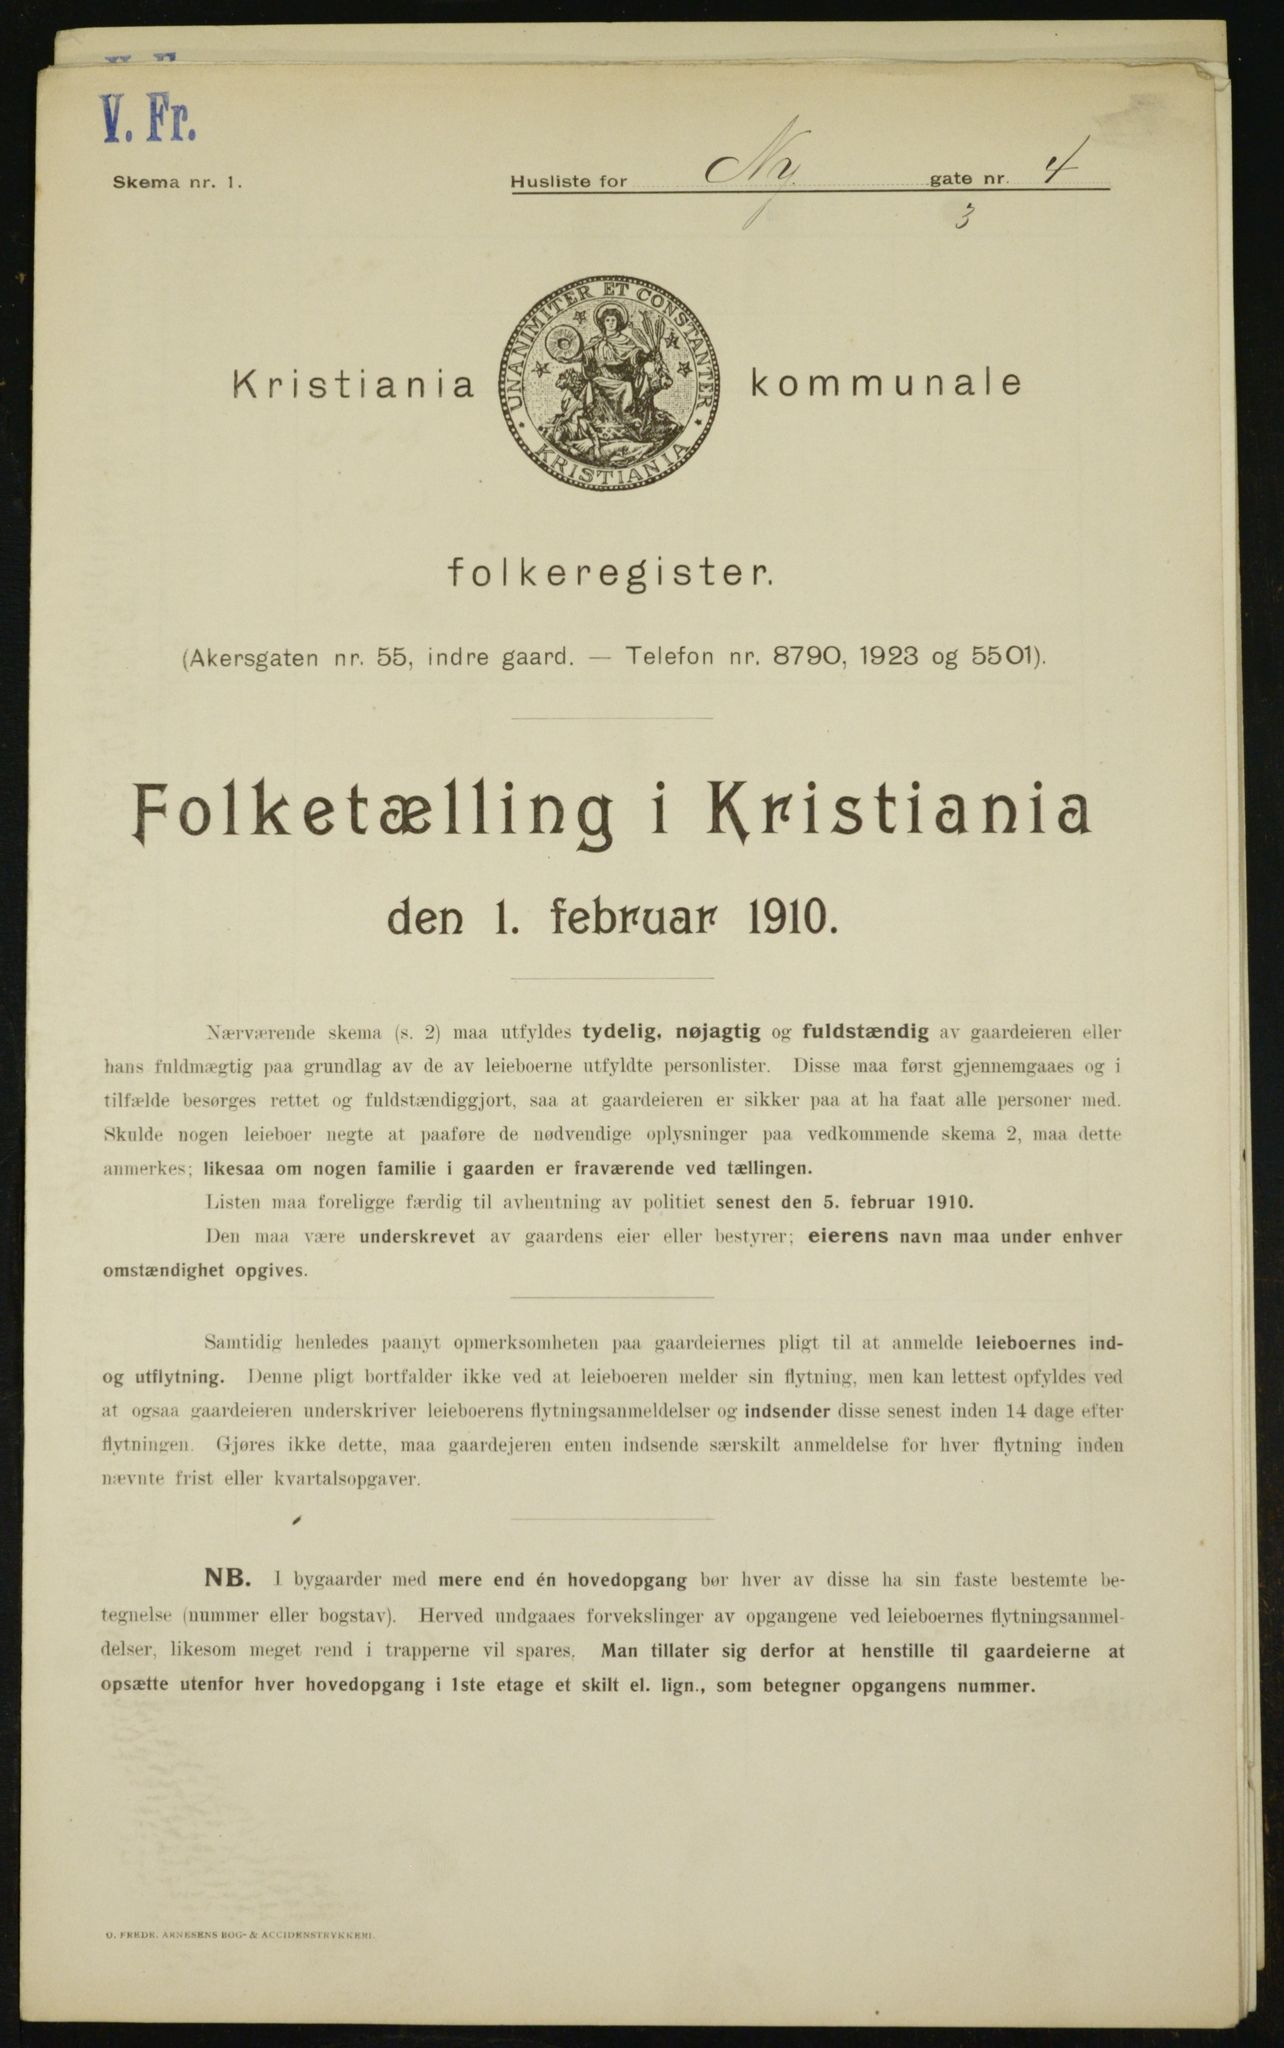 V. Fr.
Skema nr. 1. Husliste for Ny. gate nr. 4
3
UNANIMITER ET CONSTANTER
KRISTIANIA
Kristiania kommunale
folkeregister.
(Akersgaten nr. 55, indre gaard. — Telefon nr. 8790, 1923 og 5501).
Folketælling i Kristiania
den 1. februar 1910.
Nærværende skema (s. 2) maa utfyldes tydelig, nøjagtig og fuldstændig av gaardeieren eller
hans fuldmægtig paa grundlag av de av leieboerne utfyldte personlister. Disse maa først gjennemgaaes og i
tilfælde besørges rettet og fuldstændiggjort, saa at gaardeieren er sikker paa at ha faat alle personer med.
Skulde nogen leieboer negte at paaføre de nødvendige oplysninger paa vedkommende skema 2, maa dette
anmerkes; likesaa om nogen familie i gaarden er fraværende ved tællingen.
Listen maa foreligge færdig til avhentning av politiet senest den 5. februar 1910.
Den maa være underskrevet av gaardens eier eller bestyrer; eierens navn maa under enhver
omstændighet opgives.
Samtidig henledes paanyt opmerksomheten paa gaardeiernes pligt til at anmelde leieboernes ind-
og utflytning. Denne pligt bortfalder ikke ved at leieboeren melder sin flytning, men kan lettest opfyldes ved
at ogsaa gaardeieren underskriver leieboerens flytningsanmeldelser og indsender disse senest inden 14 dage efter
flytningen. Gjøres ikke dette, maa gaardejeren enten indsende særskilt anmeldelse for hver flytning inden
nævnte frist eller kvartalsopgaver.
NB. I bygaarder med mere end én hovedopgang bør hver av disse ha sin faste bestemte be-
tegnelse (nummer eller bogstav). Herved undgaaes forvekslinger av opgangene ved leieboernes flytningsanmel-
delser, likesom meget rend i trapperne vil spares. Man tillater sig derfor at henstille til gaardeierne at
opsætte utenfor hver hovedopgang i 1ste etage et skilt el. lign., som betegner opgangens nummer.
O. FREDR. ARNESENS BOG- & ACCIDENSTRYKKERI.